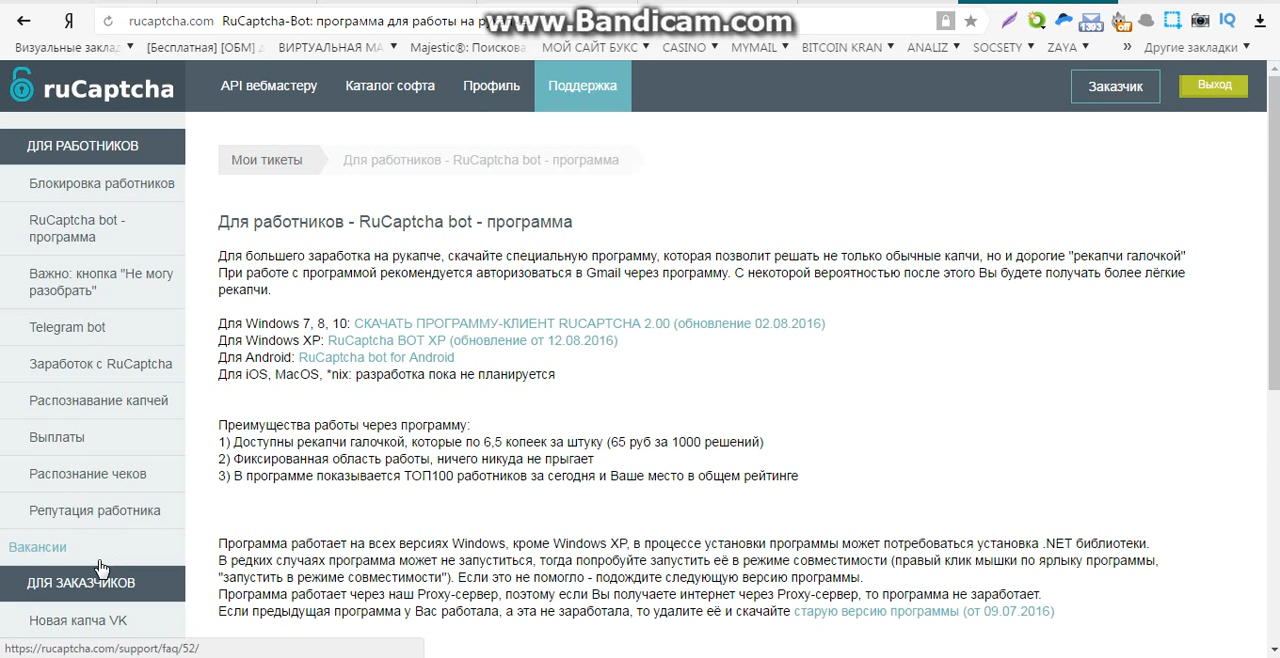 Я
rucaptcha.com RuCaptcha-Bot: программа для работы на
www.Bandicam.com
1393
off
IQ
Визуальные заклад
[Бесплатная] [ОБМ]
ВИРТУАЛЬНАЯ МА
Majestic®: Поискова
МОЙ САЙТ БУКС
CASINO
MYMAIL
BITCOIN KRAN
ANALIZ
SOCSETY
ZAYA
»
Другие закладки
ruCaptcha
API вебмастеру
Каталог софта
Профиль
Поддержка
Заказчик
Выход
ДЛЯ РАБОТНИКОВ
Блокировка работников
RuCaptcha bot -
программа
Важно: кнопка "Не могу
разобрать"
Telegram bot
Заработок с RuCaptcha
Распознавание капчей
Выплаты
Распознание чеков
Репутация работника
Вакансии
ДЛЯ ЗАКАЗЧИКОВ
Новая капча VK
https://rucaptcha.com/support/faq/52/
Мои тикеты
Для работников - RuCaptcha bot - программа
Для работников - RuCaptcha bot - программа
Для большего заработка на рукапче, скачайте специальную программу, которая позволит решать не только обычные капчи, но и дорогие "рекапчи галочкой"
При работе с программой рекомендуется авторизоваться в Gmail через программу. С некоторой вероятностью после этого Вы будете получать более лёгкие
рекапчи.
Для Windows 7, 8, 10: СКАЧАТЬ ПРОГРАММУ-КЛИЕНТ RUCAPTCHA 2.00 (обновление 02.08.2016)
Для Windows XP: RuCaptcha BOT XP (обновление от 12.08.2016)
Для Android: RuCaptcha bot for Android
Для iOS, MacOS, *nix: разработка пока не планируется
Преимущества работы через программу:
1) Доступны рекапчи галочкой, которые по 6,5 копеек за штуку (65 руб за 1000 решений)
2) Фиксированная область работы, ничего никуда не прыгает
3) В программе показывается ТОП100 работников за сегодня и Ваше место в общем рейтинге
Программа работает на всех версиях Windows, кроме Windows XP, в процессе установки программы может потребоваться установка .NET библиотеки.
В редких случаях программа может не запуститься, тогда попробуйте запустить её в режиме совместимости (правый клик мышки по ярлыку программы,
"запустить в режиме совместимости"). Если это не помогло - подождите следующую версию программы.
Программа работает через наш Proxy-сервер, поэтому если Вы получаете интернет через Proxy-сервер, то программа не заработает.
Если предыдущая программа у Вас работала, а эта не заработала, то удалите её и скачайте старую версию программы (от 09.07.2016)